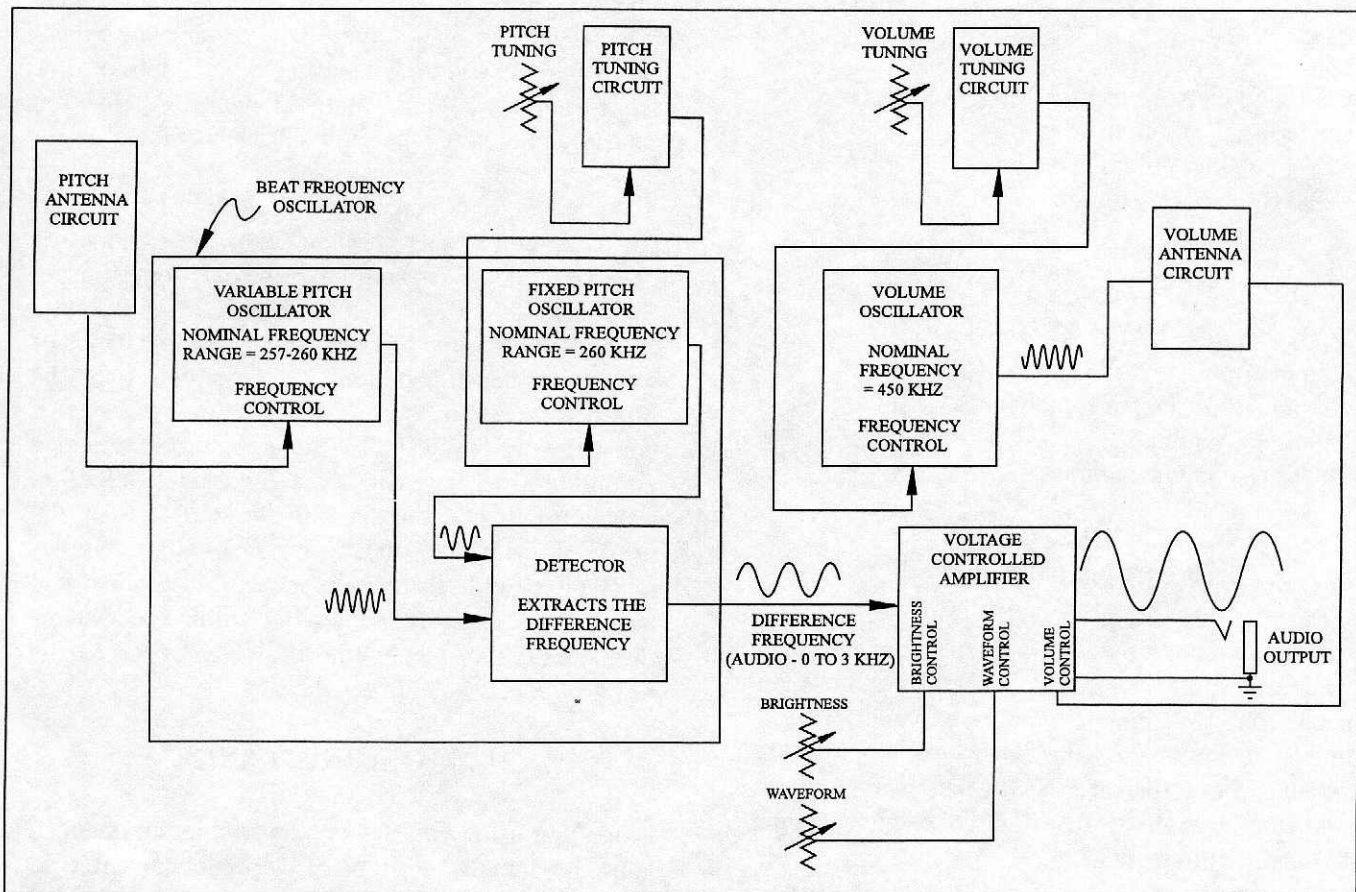 PITCH
TUNING
PITCH
TUNING
CIRCUIT
VOLUME
TUNING
VOLUME
TUNING
CIRCUIT
PITCH
ANTENNA
CIRCUIT
BEAT FREQUENCY
OSCILLATOR
VOLUME
ANTENNA
CIRCUIT
VARIABLE PITCH
OSCILLATOR
NOMINAL FREQUENCY
RANGE = 257-260 KHZ
FREQUENCY
CONTROL
FIXED PITCH
OSCILLATOR
NOMINAL FREQUENCY
RANGE = 260 KHZ
FREQUENCY
CONTROL
VOLUME
OSCILLATOR
NOMINAL
FREQUENCY
= 450 KHZ
FREQUENCY
CONTROL
DETECTOR
EXTRACTS THE
DIFFERENCE
FREQUENCY
DIFFERENCE
FREQUENCY
(AUDIO - 0 TO 3 KHZ)
VOLTAGE
CONTROLLED
AMPLIFIER
BRIGHTNESS
CONTROL
WAVEFORM
CONTROL
VOLUME
CONTROL
AUDIO
OUTPUT
BRIGHTNESS
WAVEFORM